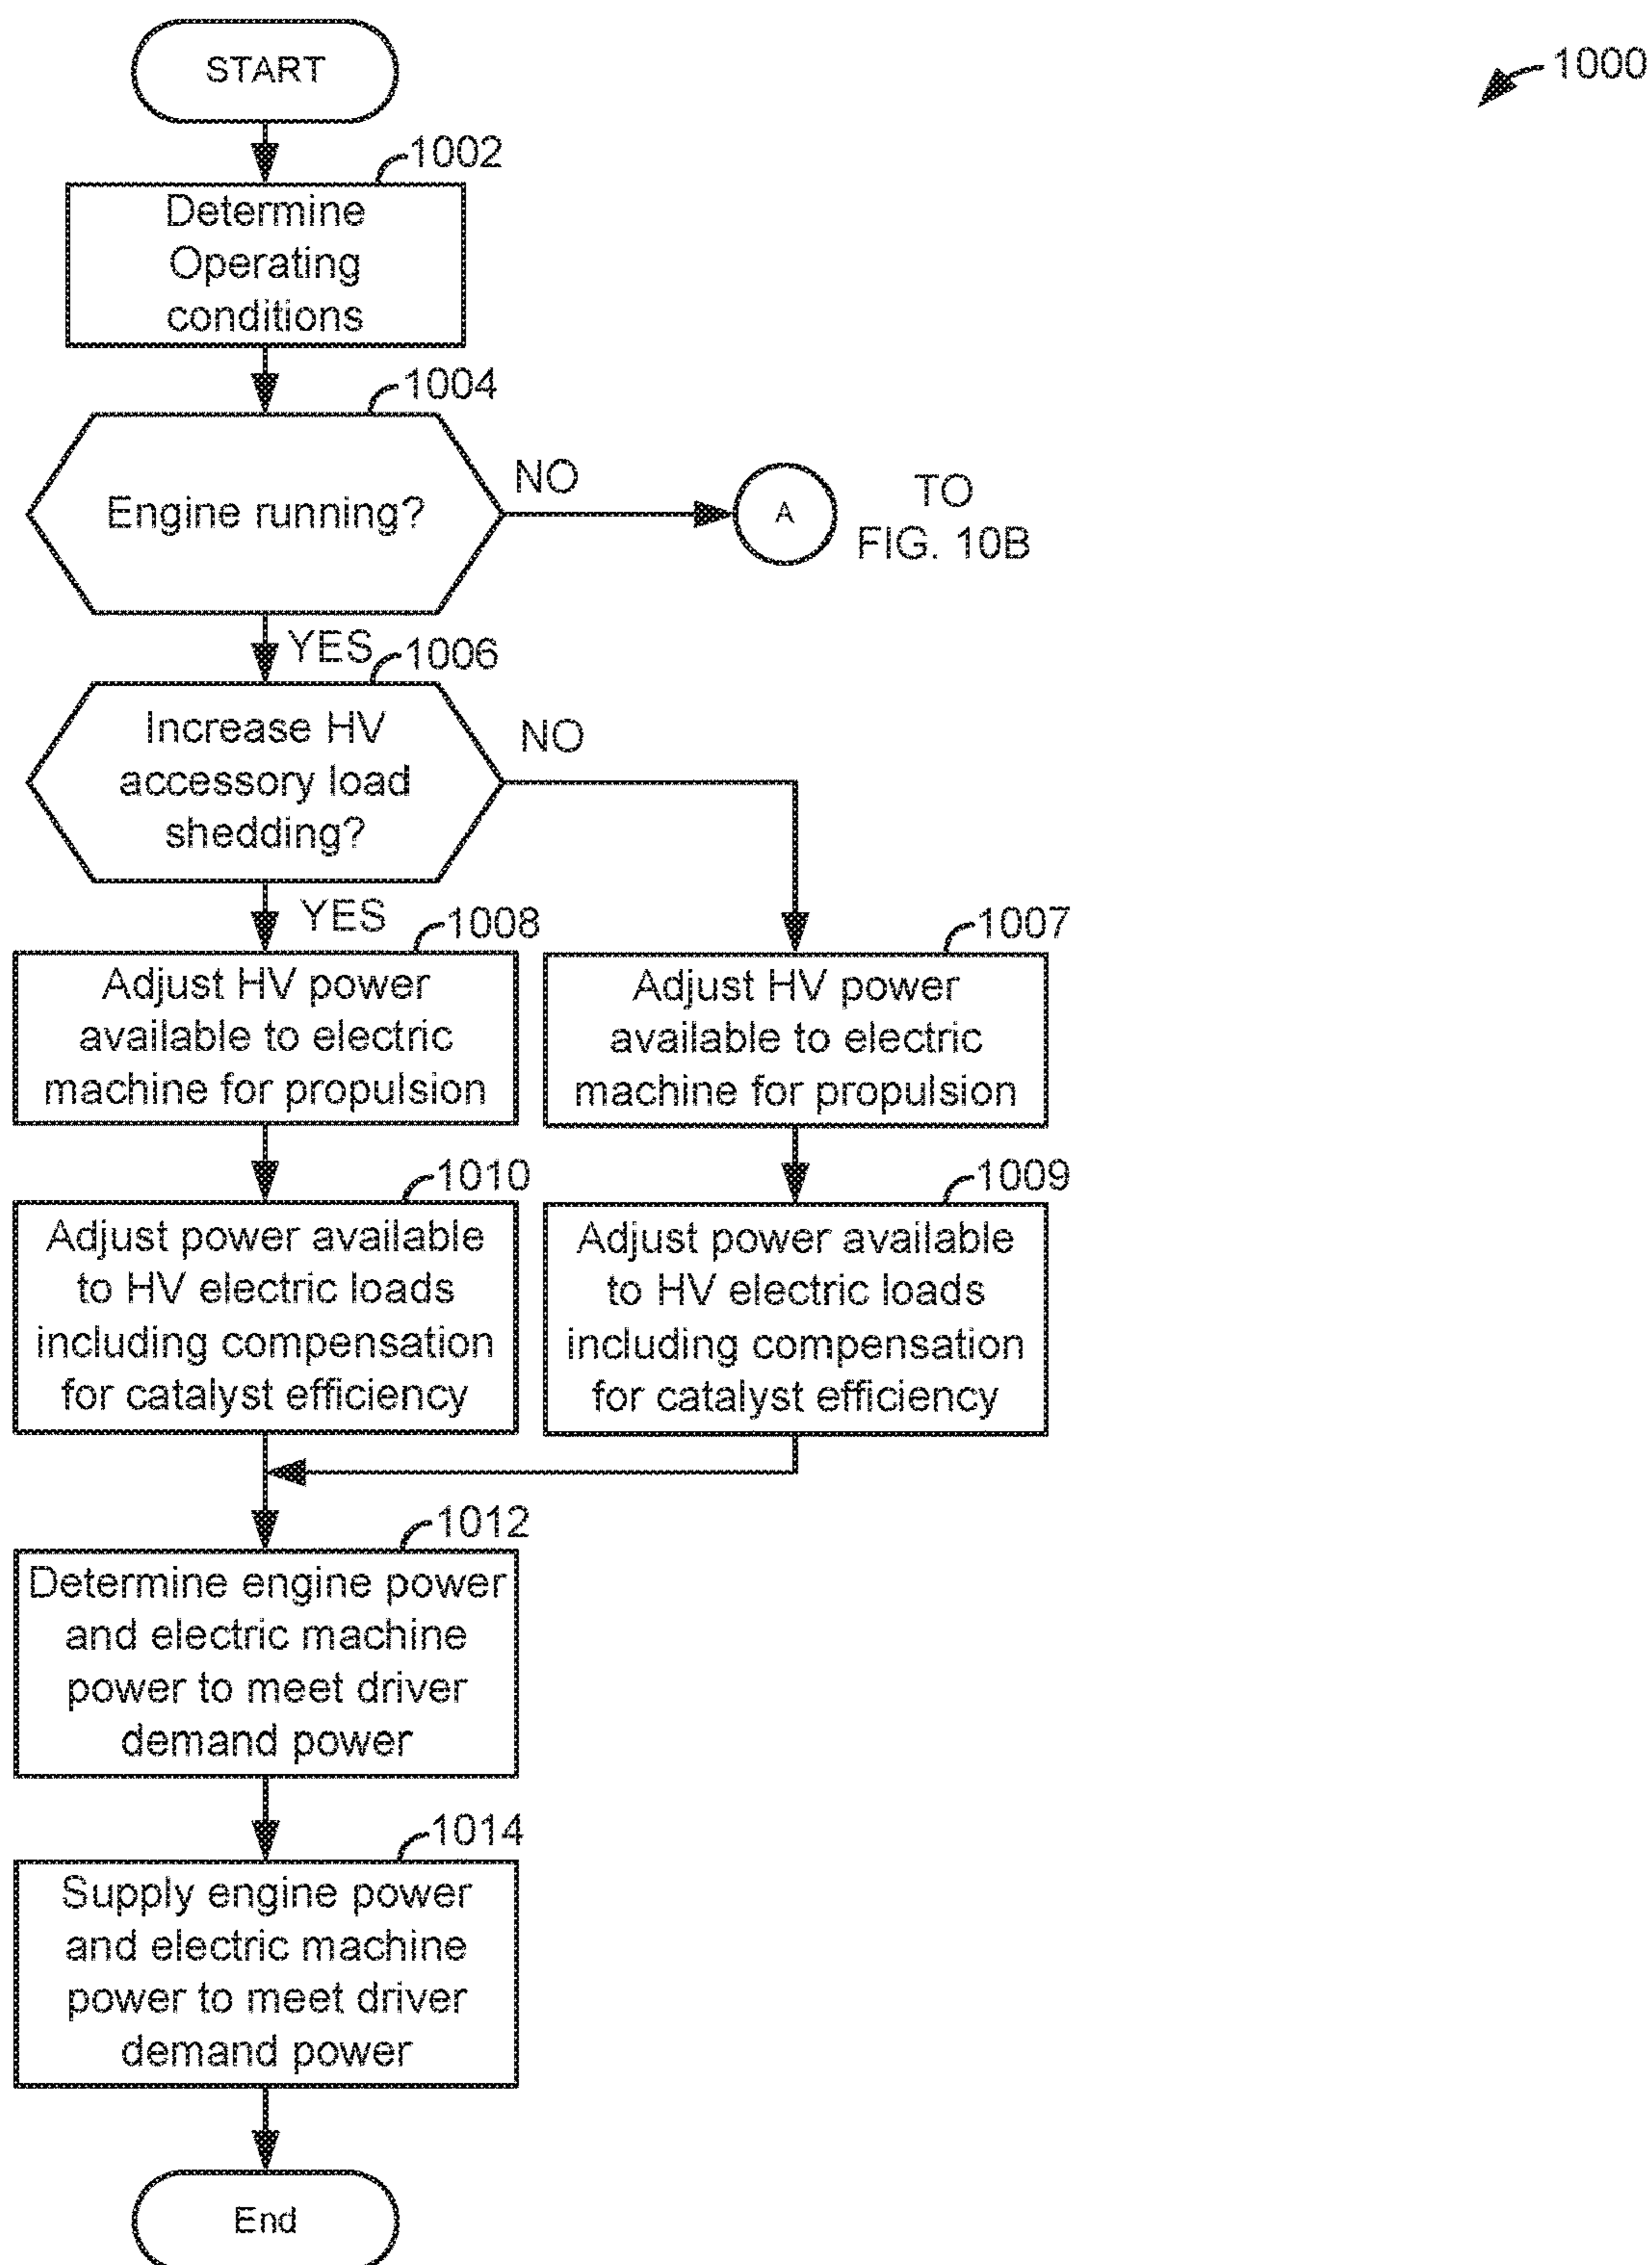 START
1000
1002
Determine
Operating
conditions
1004
Engine running?
NO
A
TO
FIG. 10B
YES
1006
Increase HV
accessory load
shedding?
NO
YES
1008
Adjust HV power
available to electric
machine for propulsion
1007
Adjust HV power
available to electric
machine for propulsion
1010
Adjust power available
to HV electric loads
including compensation
for catalyst efficiency
1009
Adjust power available
to HV electric loads
including compensation
for catalyst efficiency
1012
Determine engine power
and electric machine
power to meet driver
demand power
1014
Supply engine power
and electric machine
power to meet driver
demand power
End